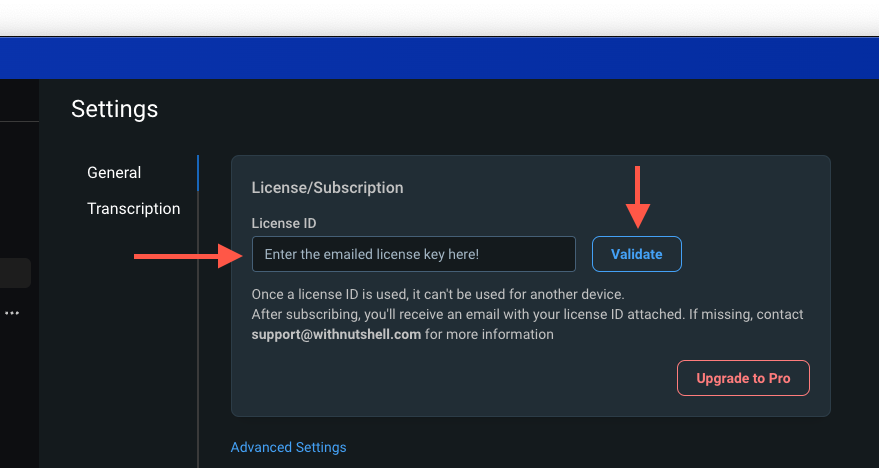 Settings
General
Transcription
License/Subscription
License ID
Enter the emailed license key here!
Validate
Once a license ID is used, it can't be used for another device.
After subscribing, you'll receive an email with your license ID attached. If missing, contact
support@withnutshell.com for more information
Upgrade to Pro
Advanced Settings